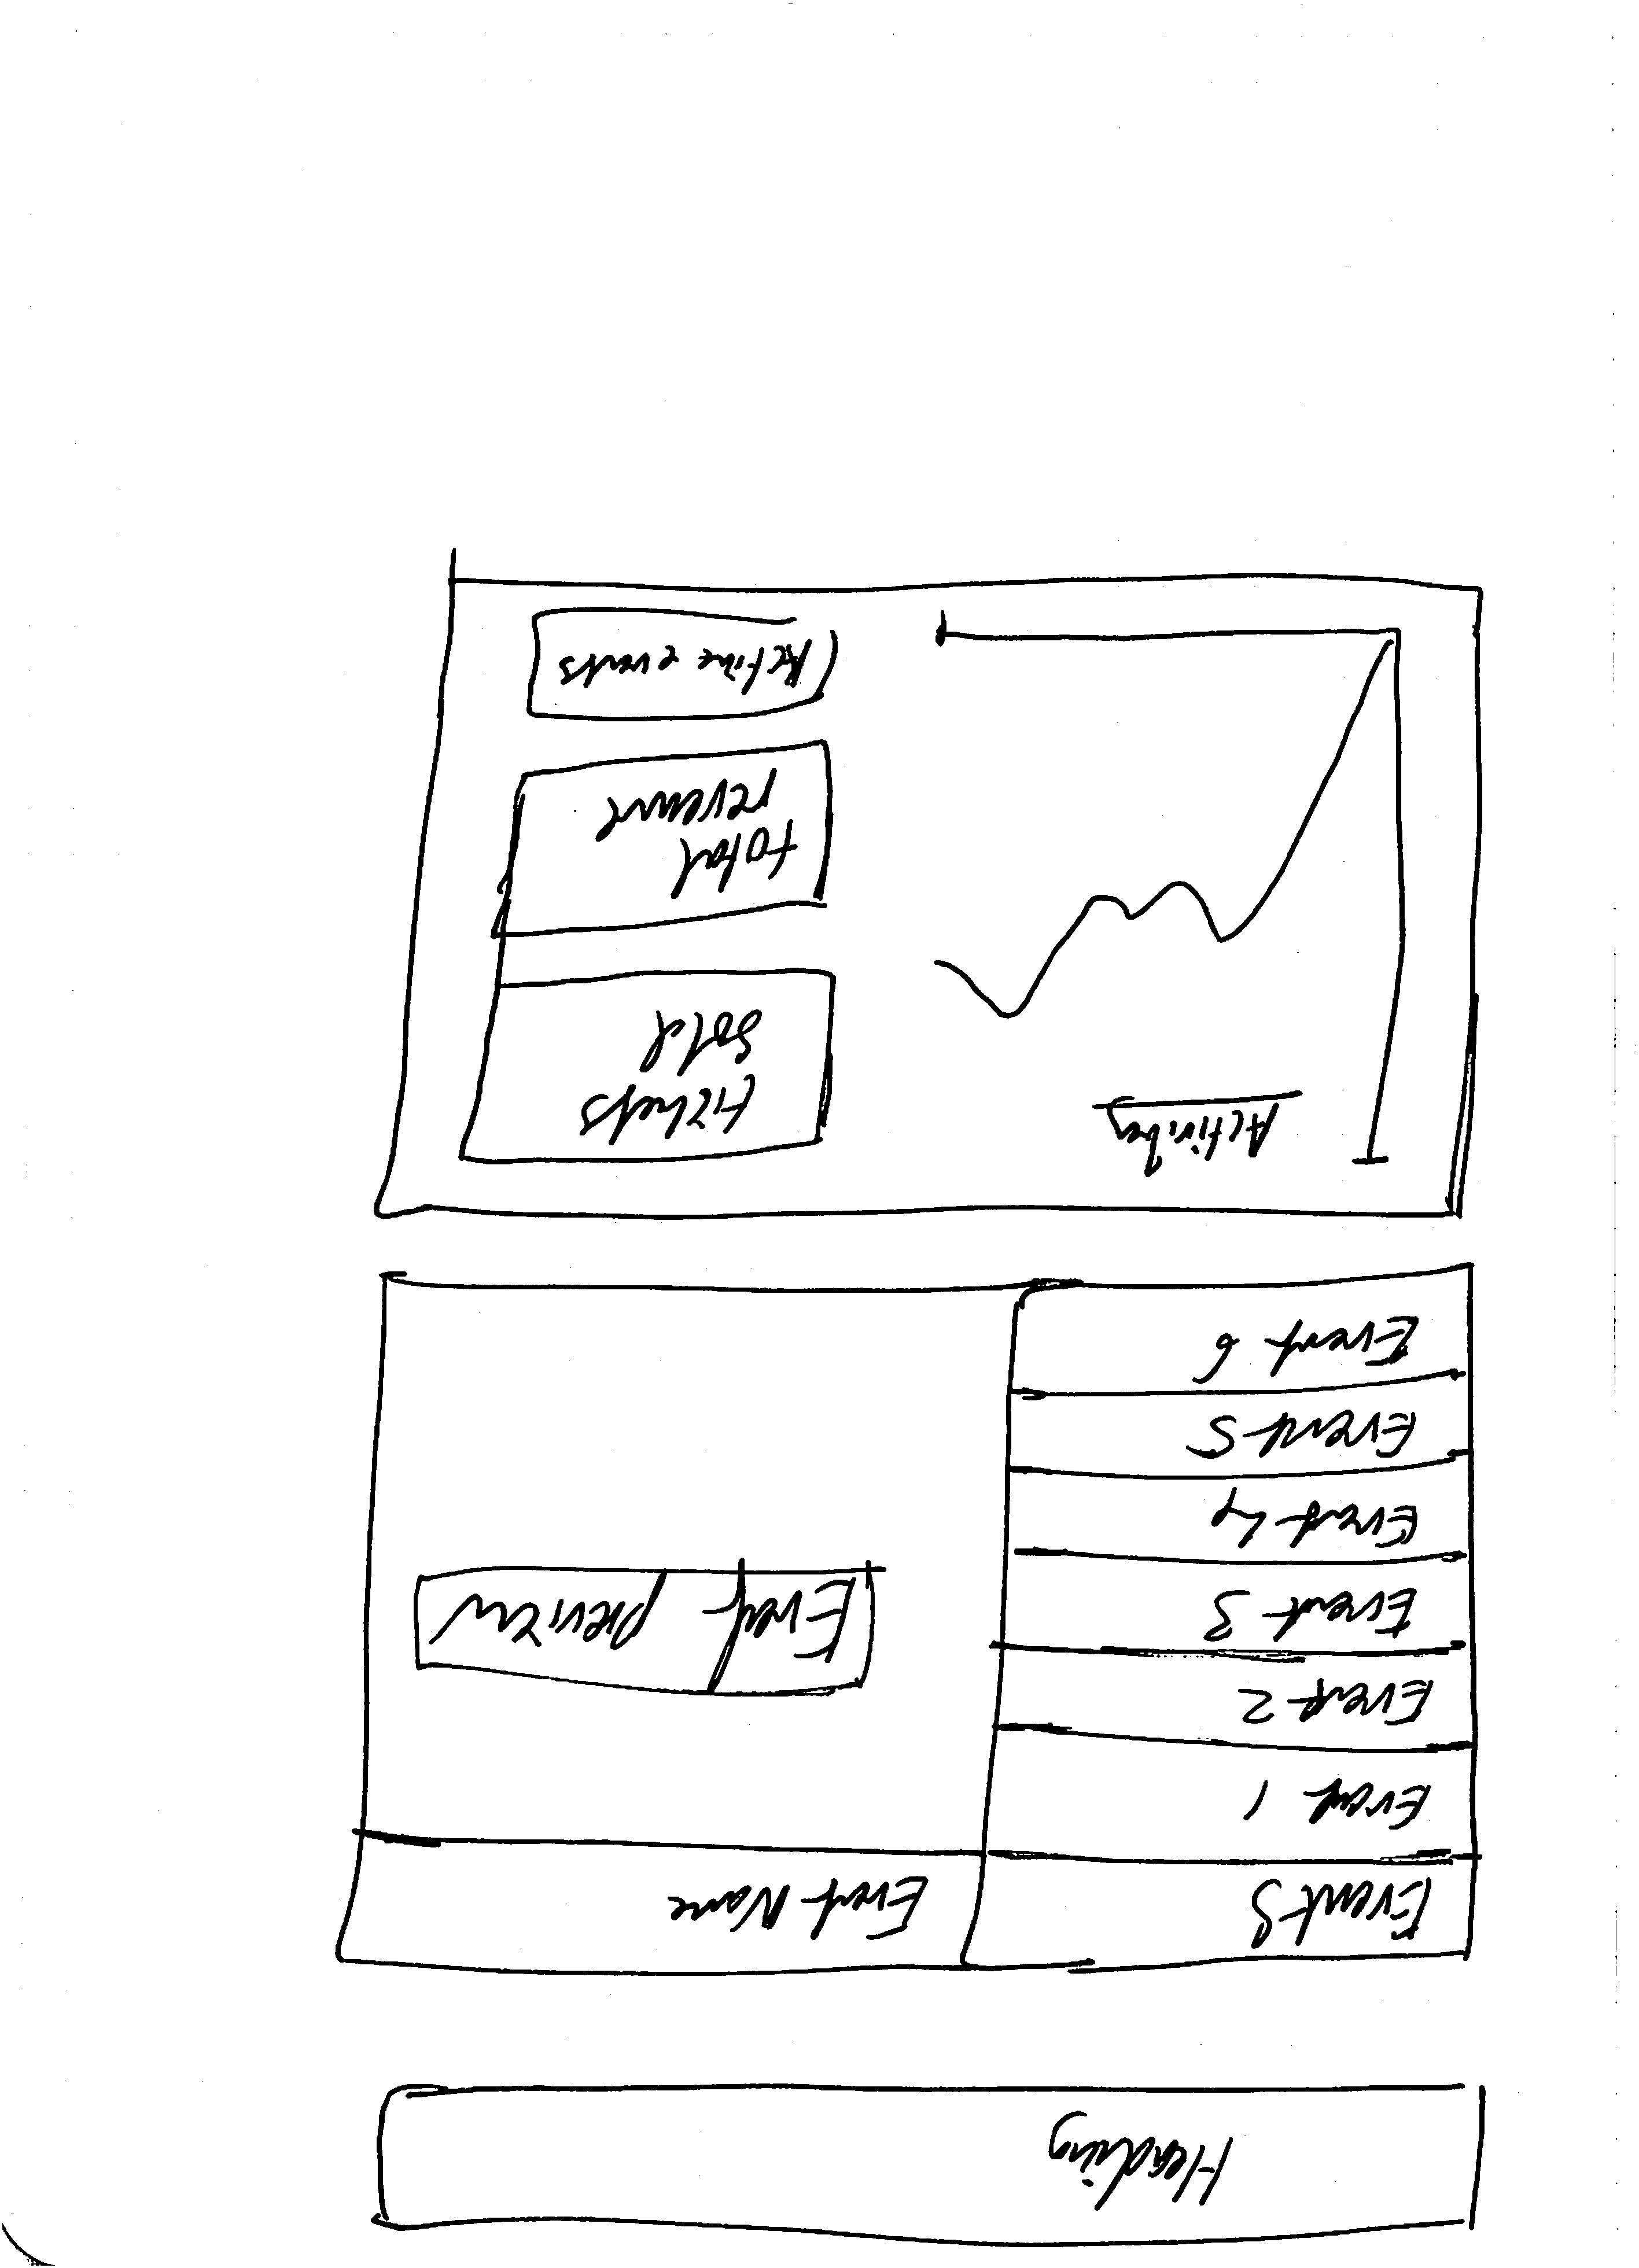 Heading
Events
Event Name
Event 1
Event 2
Event 3
Event 4
Event 5
Event 6
Event preview
Activity
tickets
sold
total
revenue
Active events